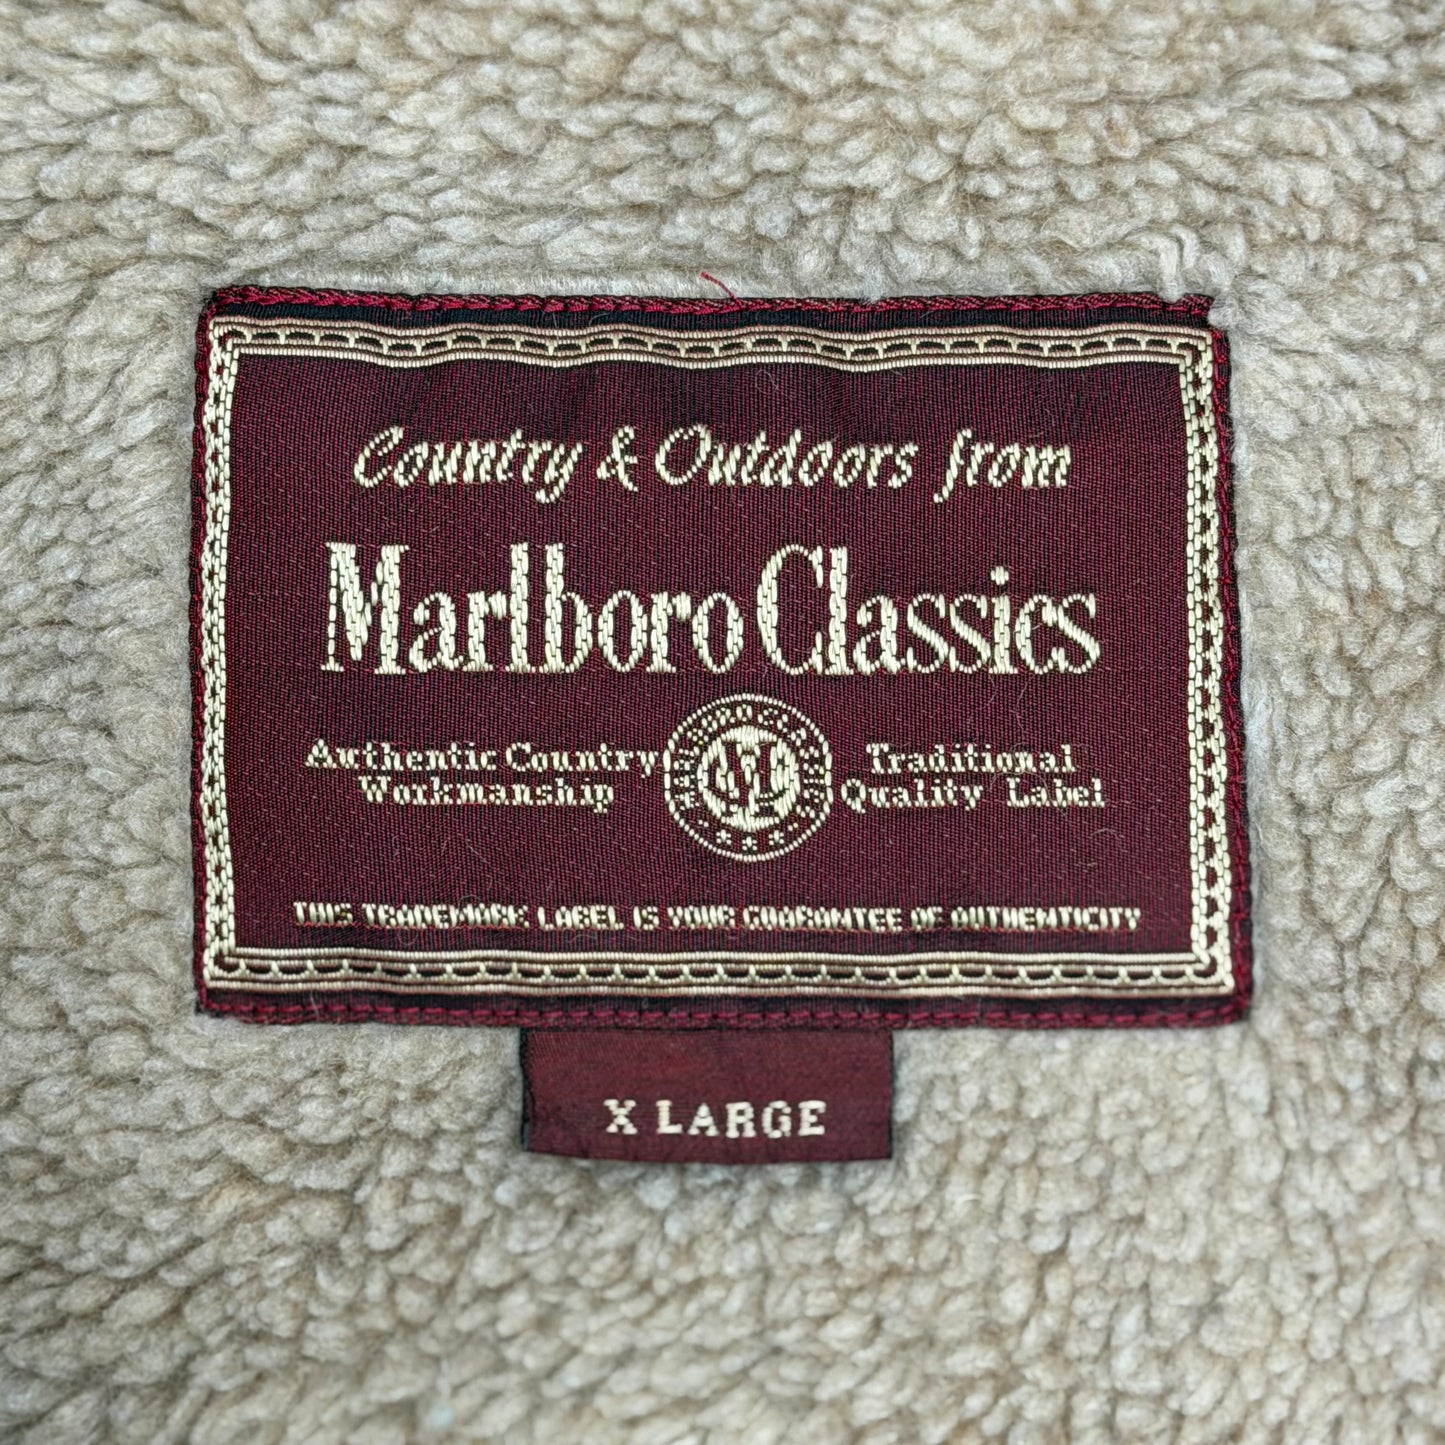 Country & Outdoors from
Marlboro Classics
Authentic Country
Workmanship
Traditional
Quality Label
THIS TRADEMARK LABEL IS YOUR GUARANTEE OF AUTHENTICITY
X LARGE